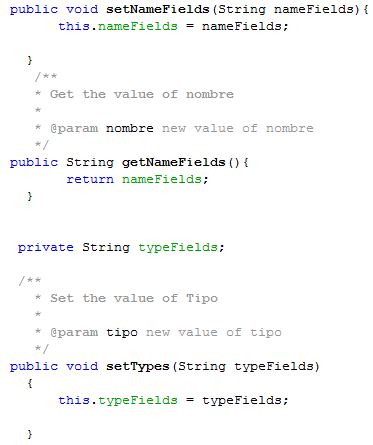 public void setNameFields(String nameFields){
this.nameFields = nameFields;
}
/**
* Get the value of nombre
*
* @param nombre new value of nombre
*/
public String getNameFields(){
return nameFields;
}
private String typeFields;
/**
* Set the value of Tipo
*
* @param tipo new value of tipo
*/
public void setTypes(String typeFields)
{
this.typeFields = typeFields;
}